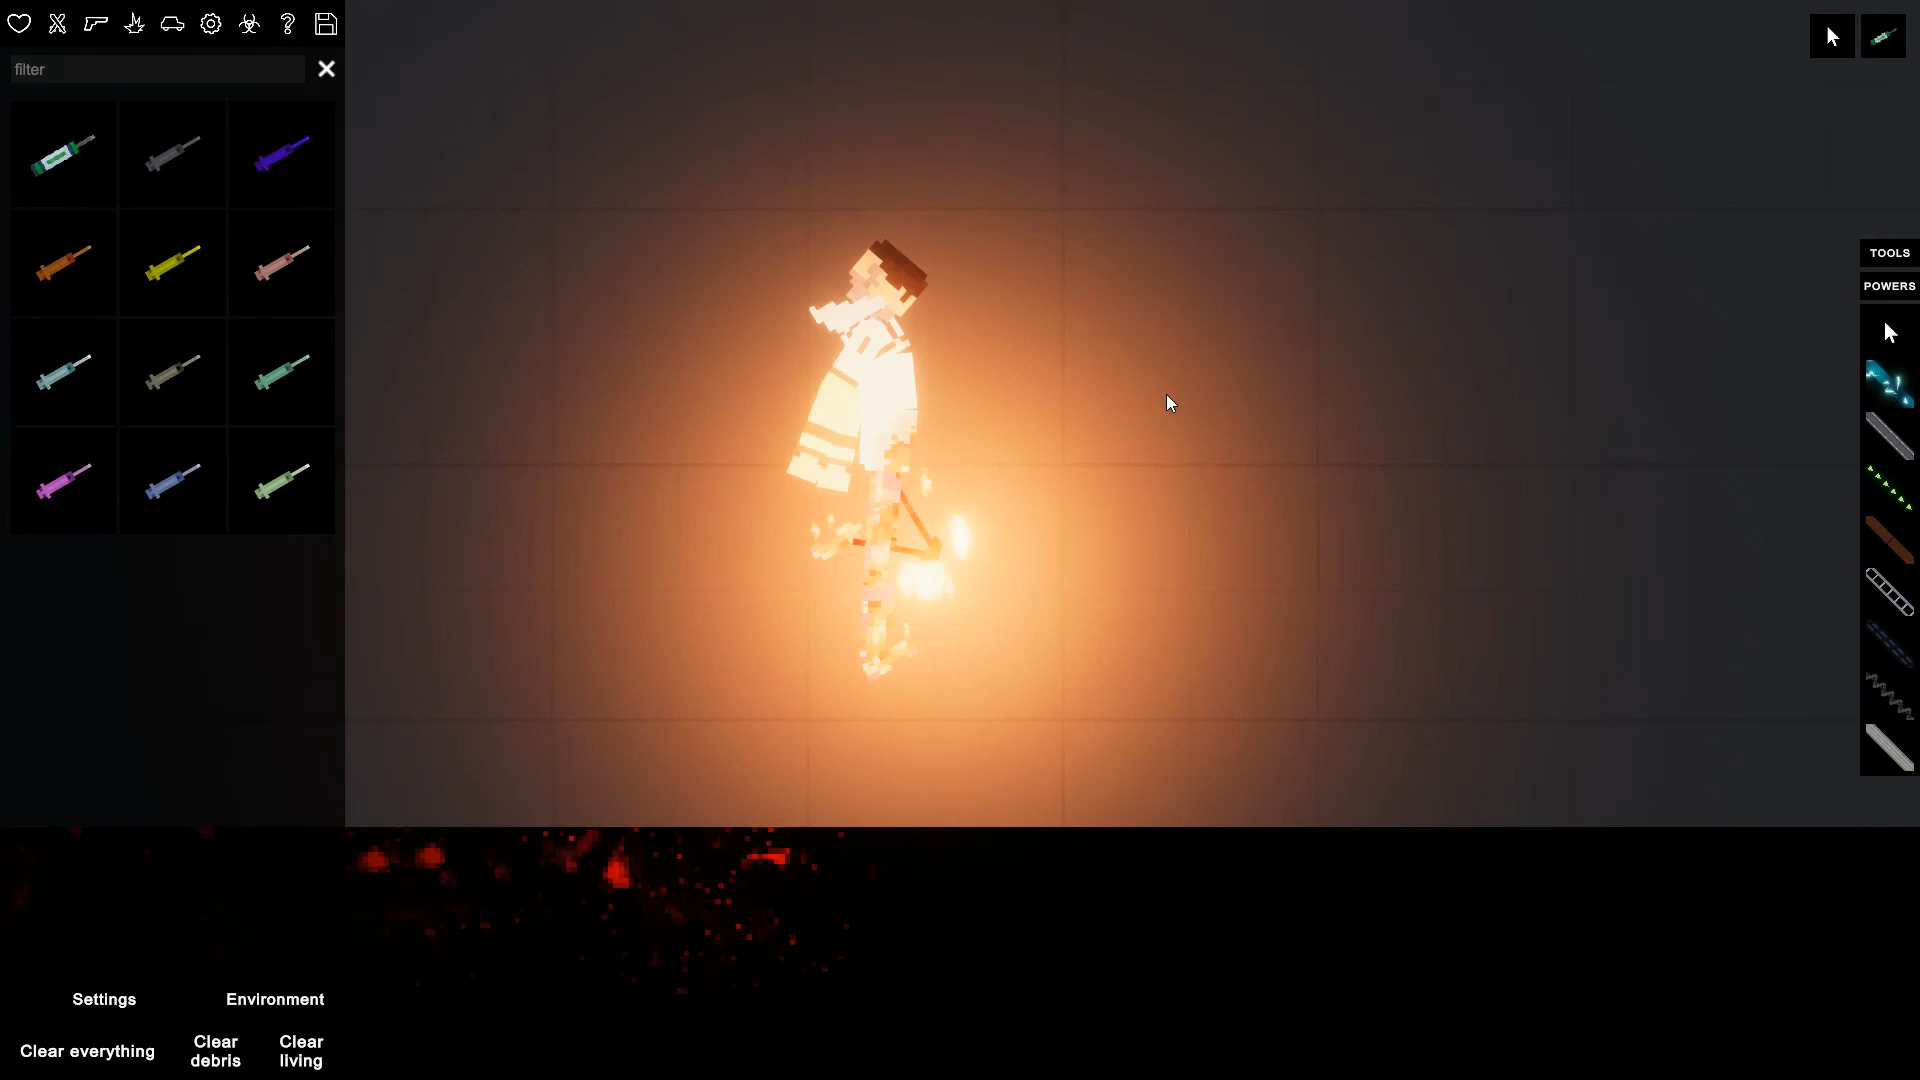 filter
TOOLS
POWERS
Settings
Environment
Clear everything
Clear
debris
Clear
living